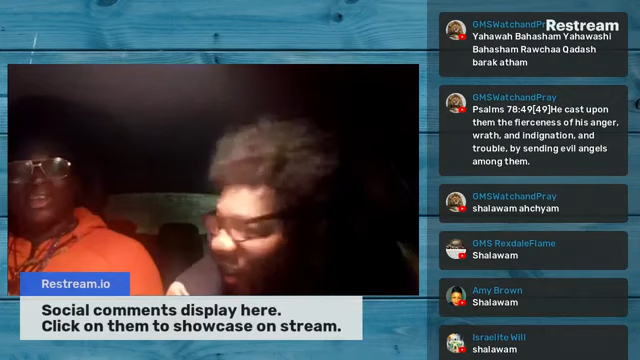 GMSWatchandPr
Restream
Yahawah Bahasham Yahawashi
Bahasham Rawchaa Qadash
barak atham
GMSWatchandPray
Psalms 78:49[49]He cast upon
them the fierceness of his anger,
wrath, and indignation, and
trouble, by sending evil angels
among them.
GMSWatchandPray
shalawam ahchyam
GMS RexdaleFlame
Shalawam
Amy Brown
Shalawam
Israelite Will
shalawam
Restream.io
Social comments display here.
Click on them to showcase on stream.